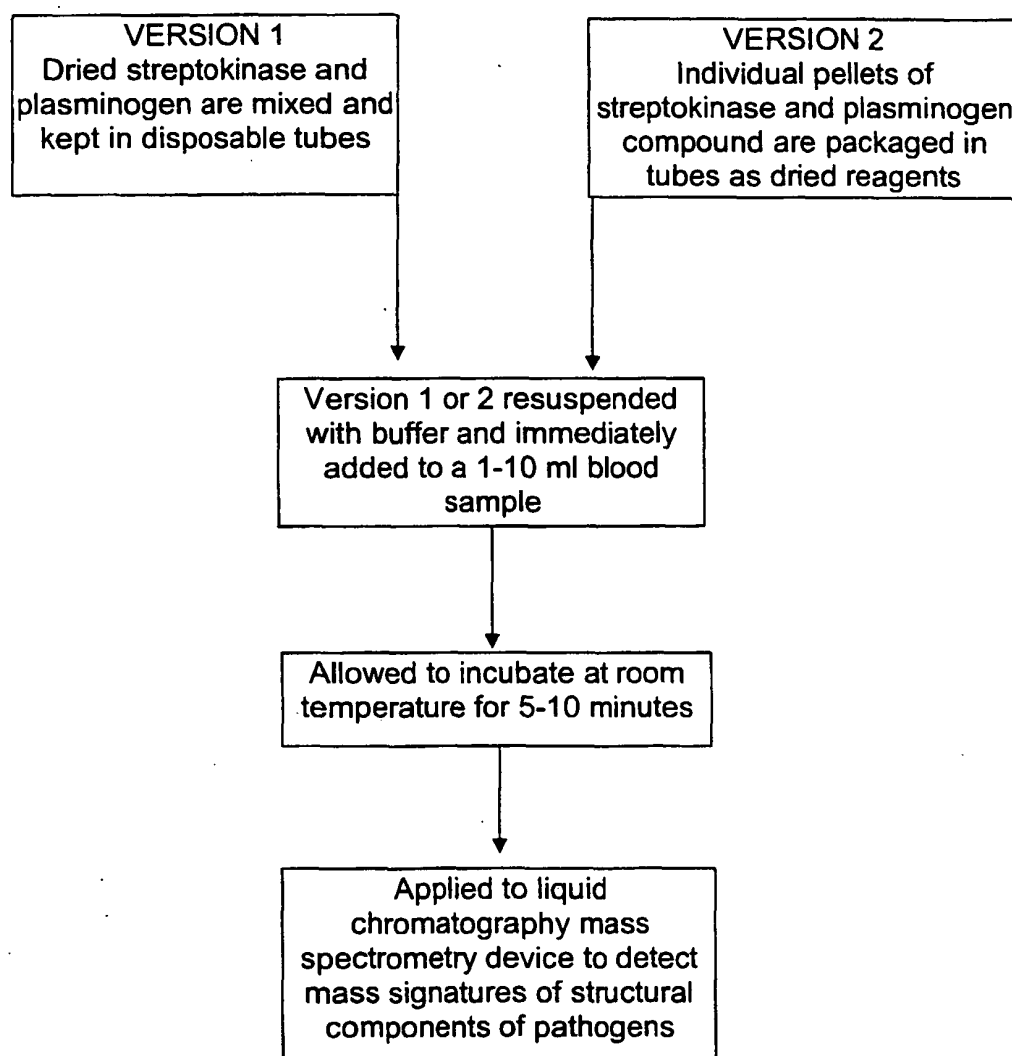 VERSION 1
Dried streptokinase and
plasminogen are mixed and
kept in disposable tubes
VERSION 2
Individual pellets of
streptokinase and plasminogen
compound are packaged in
tubes as dried reagents
Version 1 or 2 resuspended
with buffer and immediately
added to a 1-10 ml blood
sample
Allowed to incubate at room
temperature for 5-10 minutes
Applied to liquid
chromatography mass
spectrometry device to detect
mass signatures of structural
components of pathogens